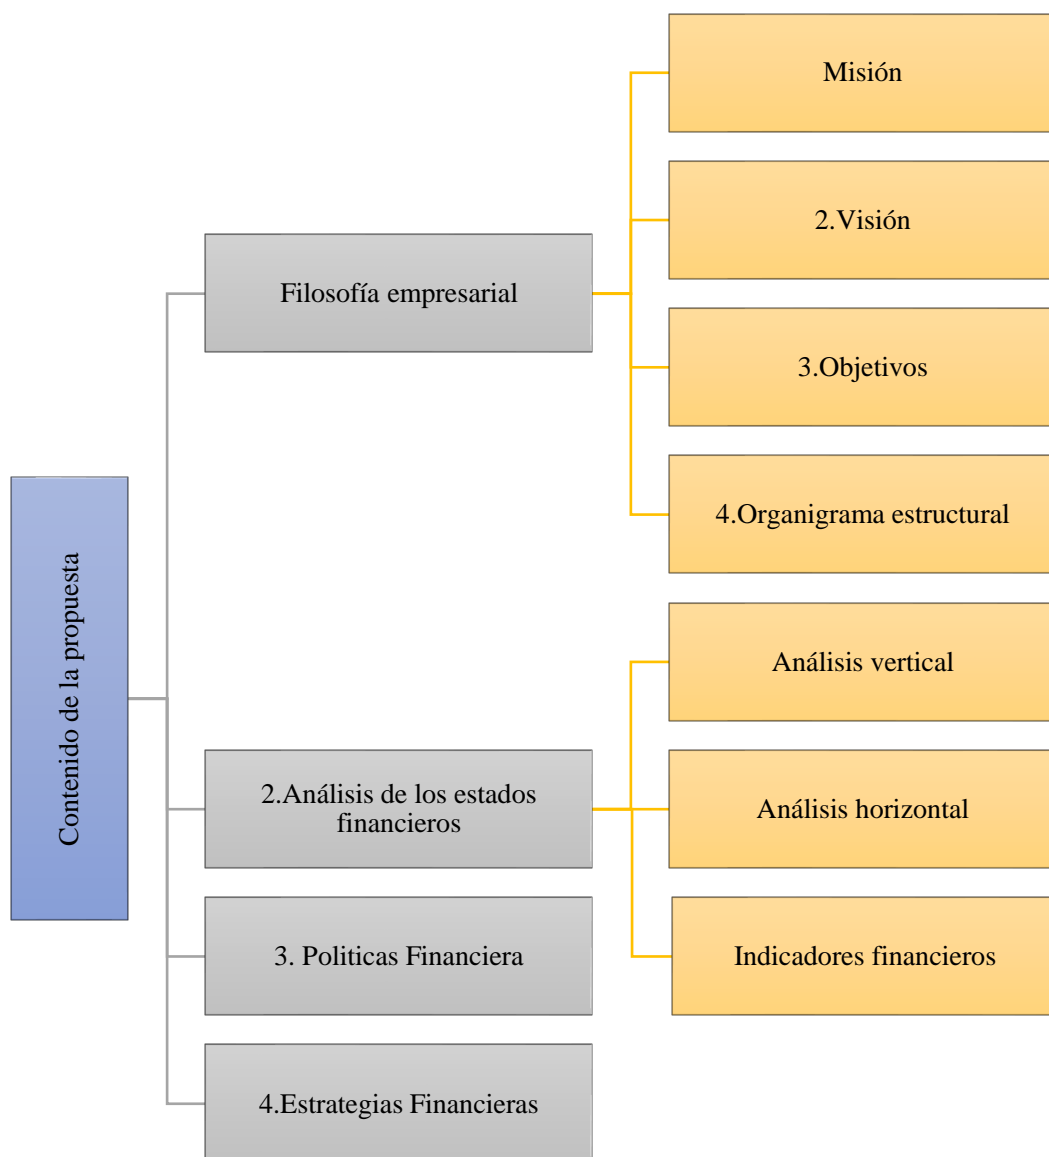 Contenido de la propuesta
Filosofía empresarial
Misión
2.Visión
3.Objetivos
4.Organigrama estructural
2.Análisis de los estados
financieros
Análisis vertical
Análisis horizontal
Indicadores financieros
3. Politicas Financiera
4.Estrategias Financieras